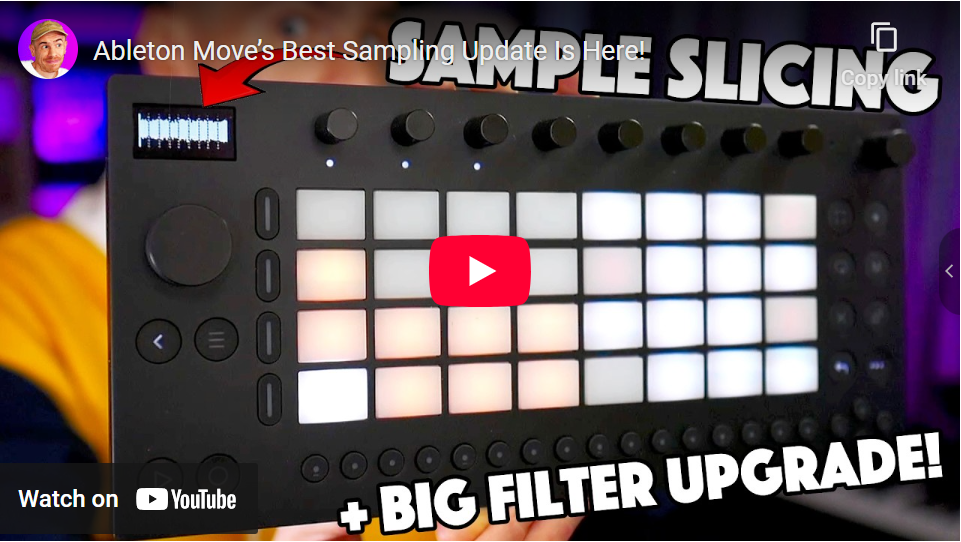 Ableton Move’s Best Sampling Update Is Here!
SAMPLE SLICING
Copy link
+ BIG FILTER UPGRADE!
Watch on YouTube